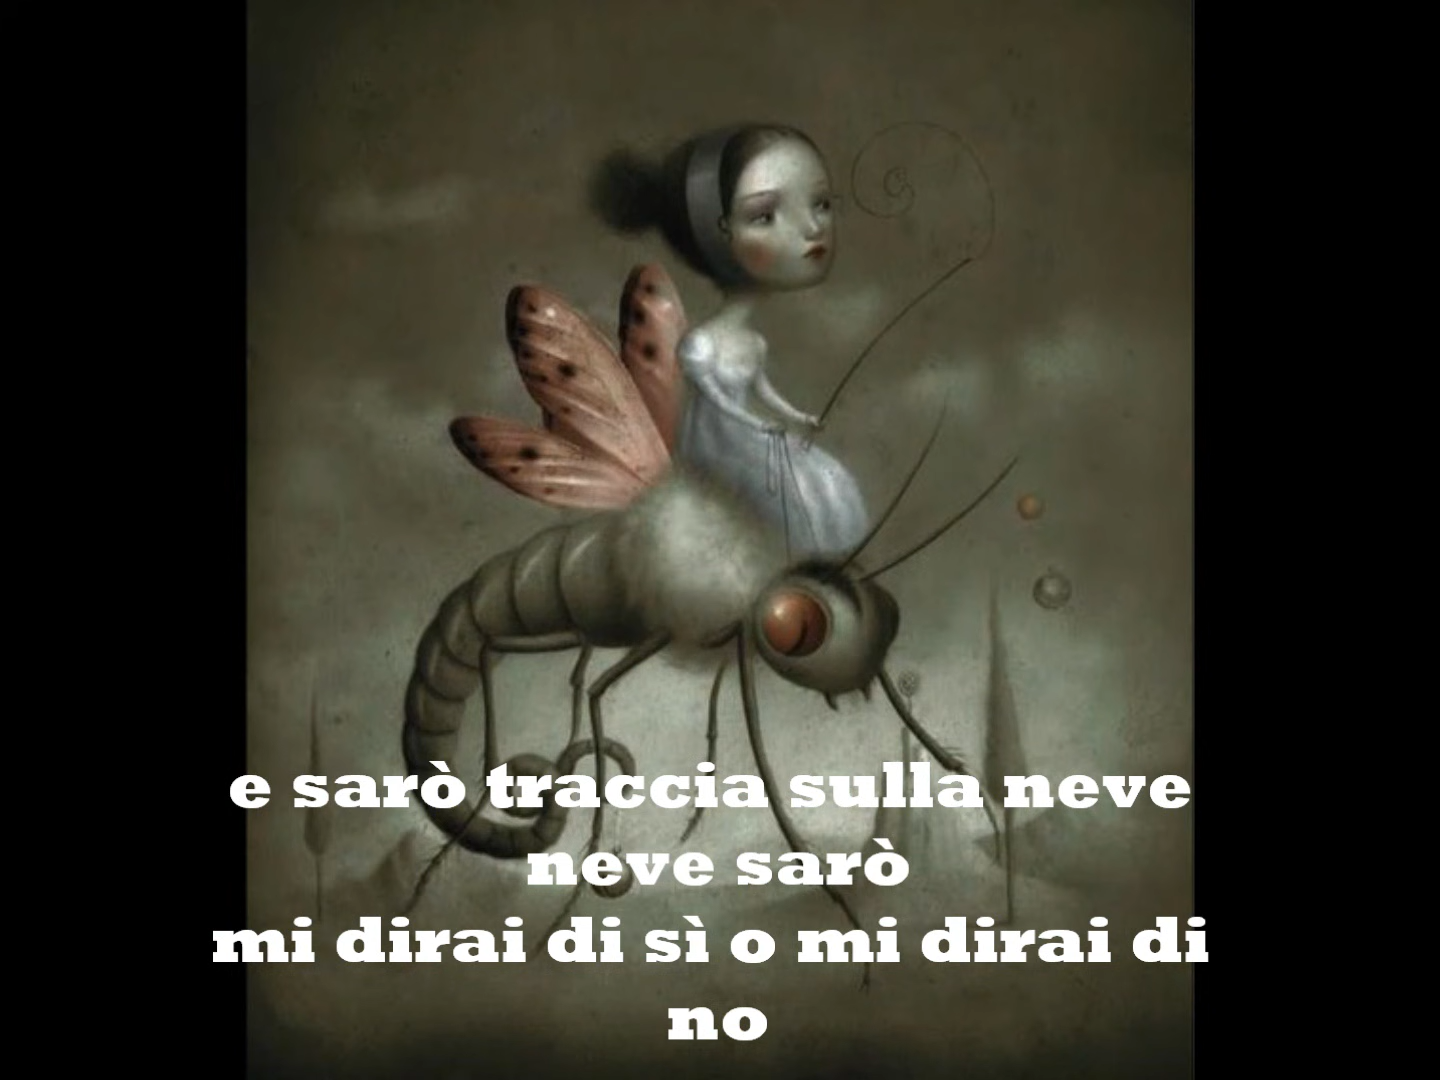 e sarò traccia sulla neve
neve sarò
mi dirai di sì o mi dirai di
no